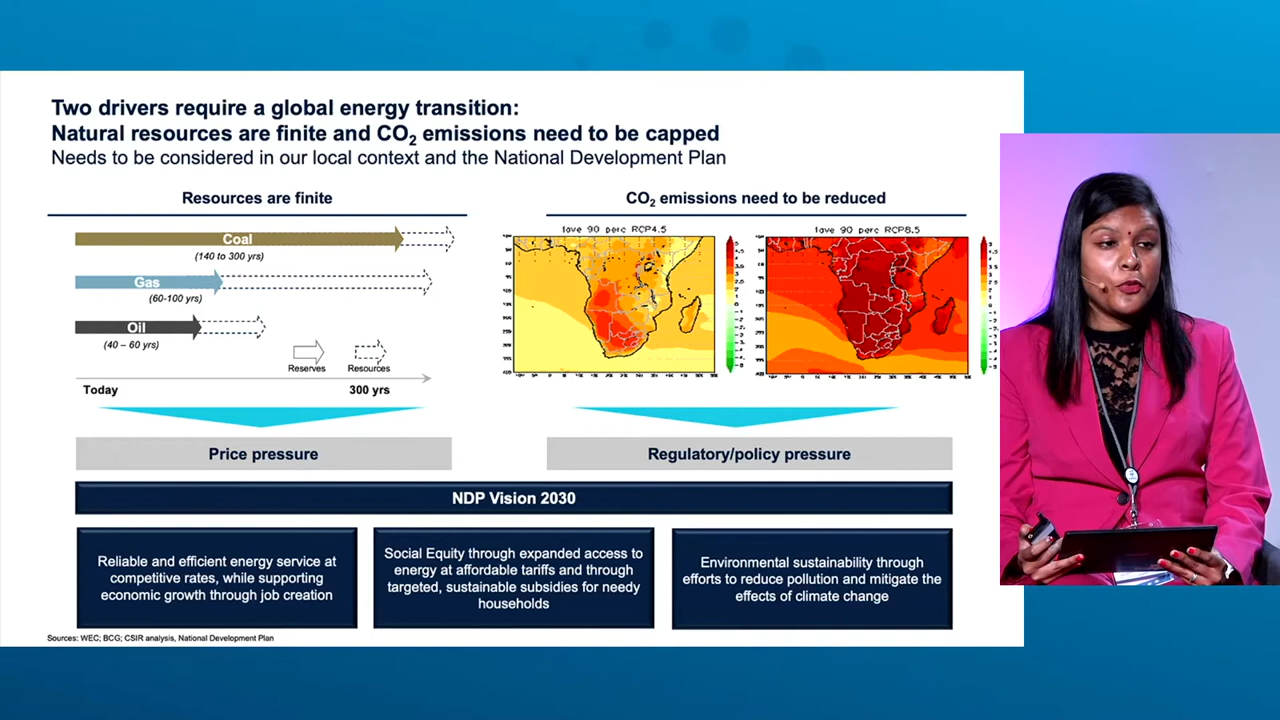 Two drivers require a global energy transition:
Natural resources are finite and CO2 emissions need to be capped
Needs to be considered in our local context and the National Development Plan
Resources are finite
Coal
(140 to 300 yrs)
Gas
(60-100 yrs)
Oil
(40 – 60 yrs)
Reserves
Resources
Today
300 yrs
CO2 emissions need to be reduced
tave 90 perc RCP4.5
tave 90 perc RCP8.5
Price pressure
Regulatory/policy pressure
NDP Vision 2030
Reliable and efficient energy service at
competitive rates, while supporting
economic growth through job creation
Social Equity through expanded access to
energy at affordable tariffs and through
targeted, sustainable subsidies for needy
households
Environmental sustainability through
efforts to reduce pollution and mitigate the
effects of climate change
Sources: WEC; BCG; CSIR analysis, National Development Plan